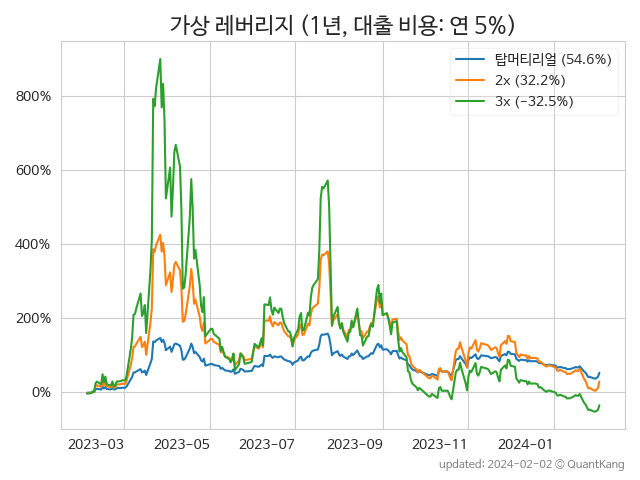 가상 레버리지 (1년, 대출 비용: 연 5%)
탑머티리얼 (54.6%)
2x (32.2%)
3x (−32.5%)
800%
600%
400%
200%
0%
2023−03 2023−05 2023−07 2023−09 2023−11 2024−01
updated: 2024-02-02 © QuantKang